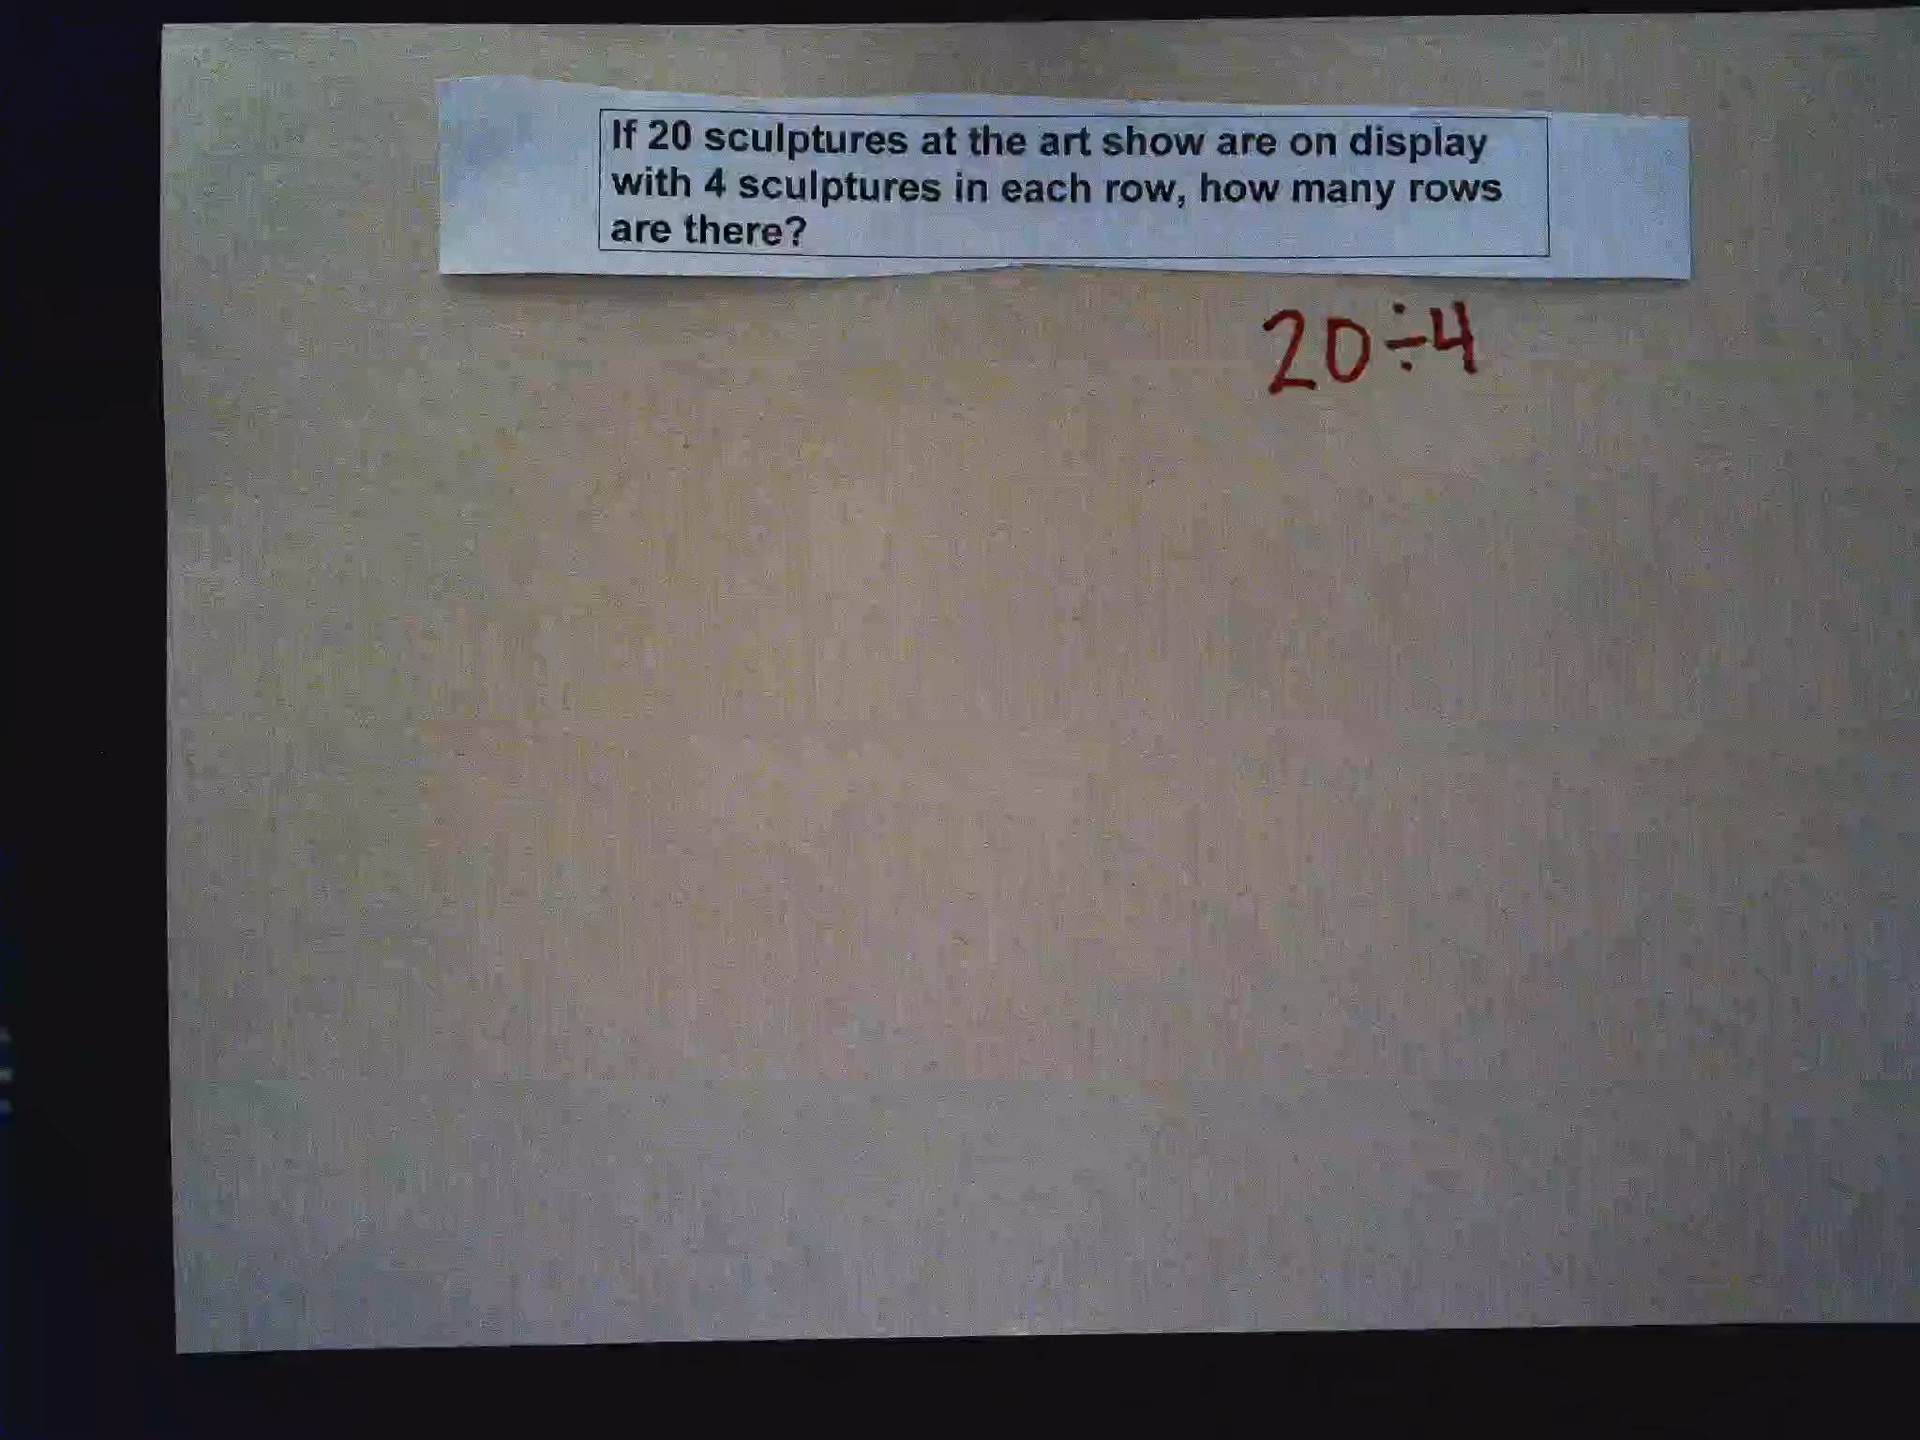 If 20 sculptures at the art show are on display
with 4 sculptures in each row, how many rows
are there?
20÷4